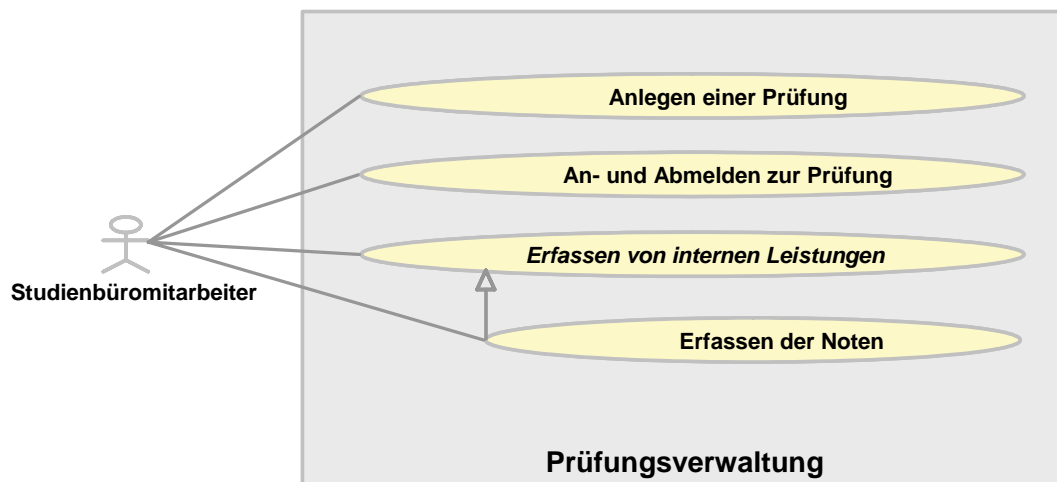 Anlegen einer Prüfung
An- und Abmelden zur Prüfung
Erfassen von internen Leistungen
Studienbüromitarbeiter
Erfassen der Noten
Prüfungsverwaltung